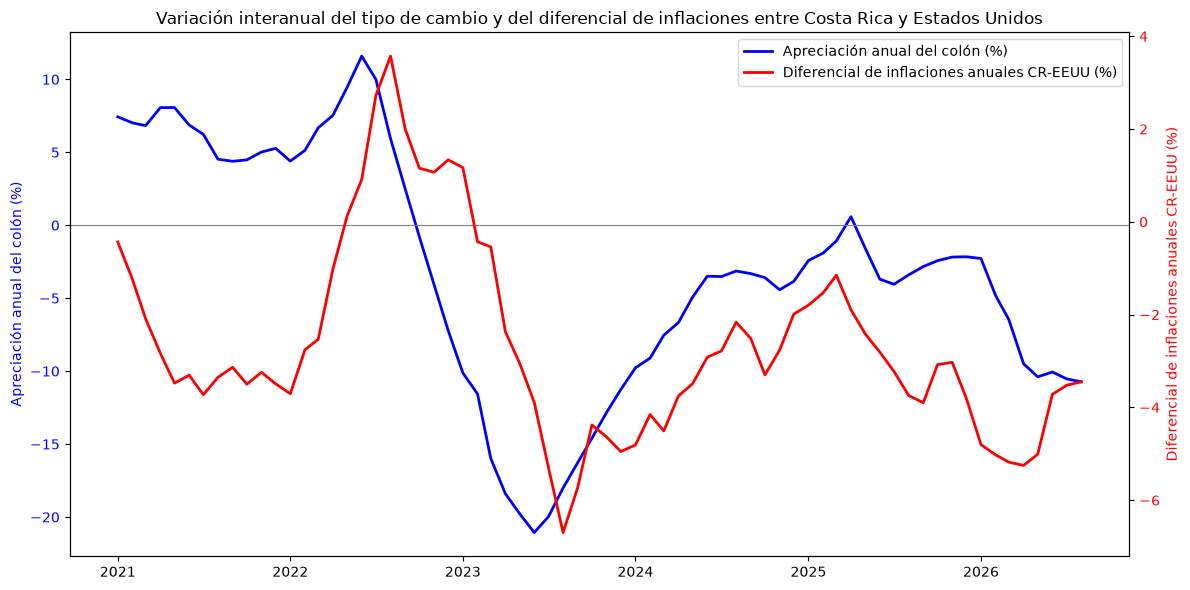 Variación interanual del tipo de cambio y del diferencial de inflaciones entre Costa Rica y Estados Unidos
Apreciación anual del colón (%)
Diferencial de inflaciones anuales CR-EEUU (%)
Apreciación anual del colón (%)
10
5
0
−5
−10
−15
−20
4
2
0
−2
−4
−6
Diferencial de inflaciones anuales CR-EEUU (%)
2021 2022 2023 2024 2025 2026